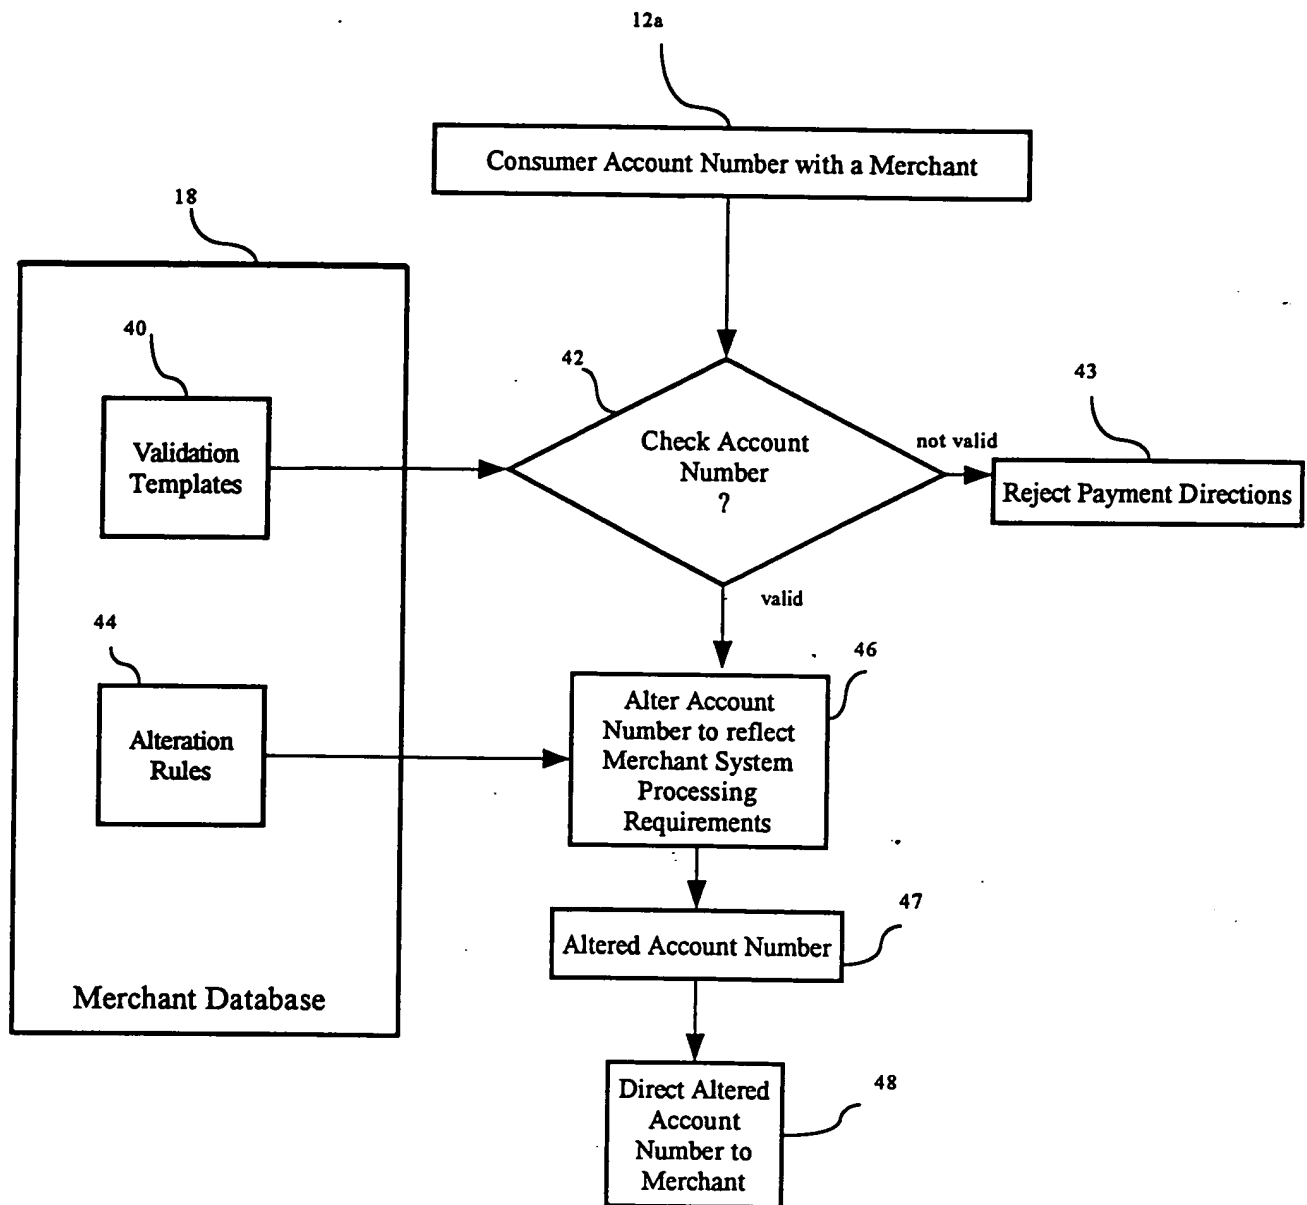 12a
Consumer Account Number with a Merchant
18
40
Validation
Templates
42
Check Account
Number
?
not valid
43
Reject Payment Directions
valid
44
Alteration
Rules
46
Alter Account
Number to reflect
Merchant System
Processing
Requirements
47
Altered Account Number
Merchant Database
48
Direct Altered
Account
Number to
Merchant